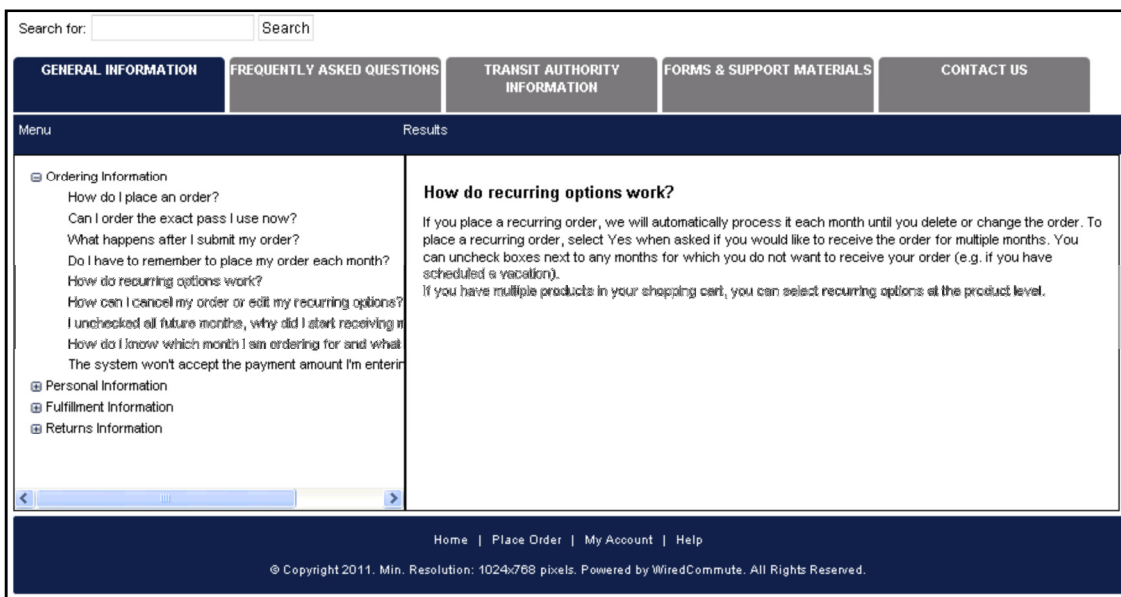 Search for: Search
GENERAL INFORMATION FREQUENTLY ASKED QUESTIONS TRANSIT AUTHORITY INFORMATION FORMS & SUPPORT MATERIALS CONTACT US
Menu Results
Ordering Information
How do I place an order?
Can I order the exact pass I use now?
What happens after I submit my order?
Do I have to remember to place my order each month?
How do recurring options work?
How can I cancel my order or edit my recurring options?
I unchecked all future months, why did I start receiving
How do I know which month I am ordering for and what
The system won't accept the payment amount I'm enterin
Personal Information
Fulfillment Information
Returns Information
How do recurring options work?
If you place a recurring order, we will automatically process it each month until you delete or change the order. To
place a recurring order, select Yes when asked if you would like to receive the order for multiple months. You
can uncheck boxes next to any months for which you do not want to receive your order (e.g. if you have
scheduled a vacation).
If you have multiple products in your shopping cart, you can select recurring options at the product level.
Home | Place Order | My Account | Help
© Copyright 2011. Min. Resolution: 1024x768 pixels. Powered by WiredCommute. All Rights Reserved.